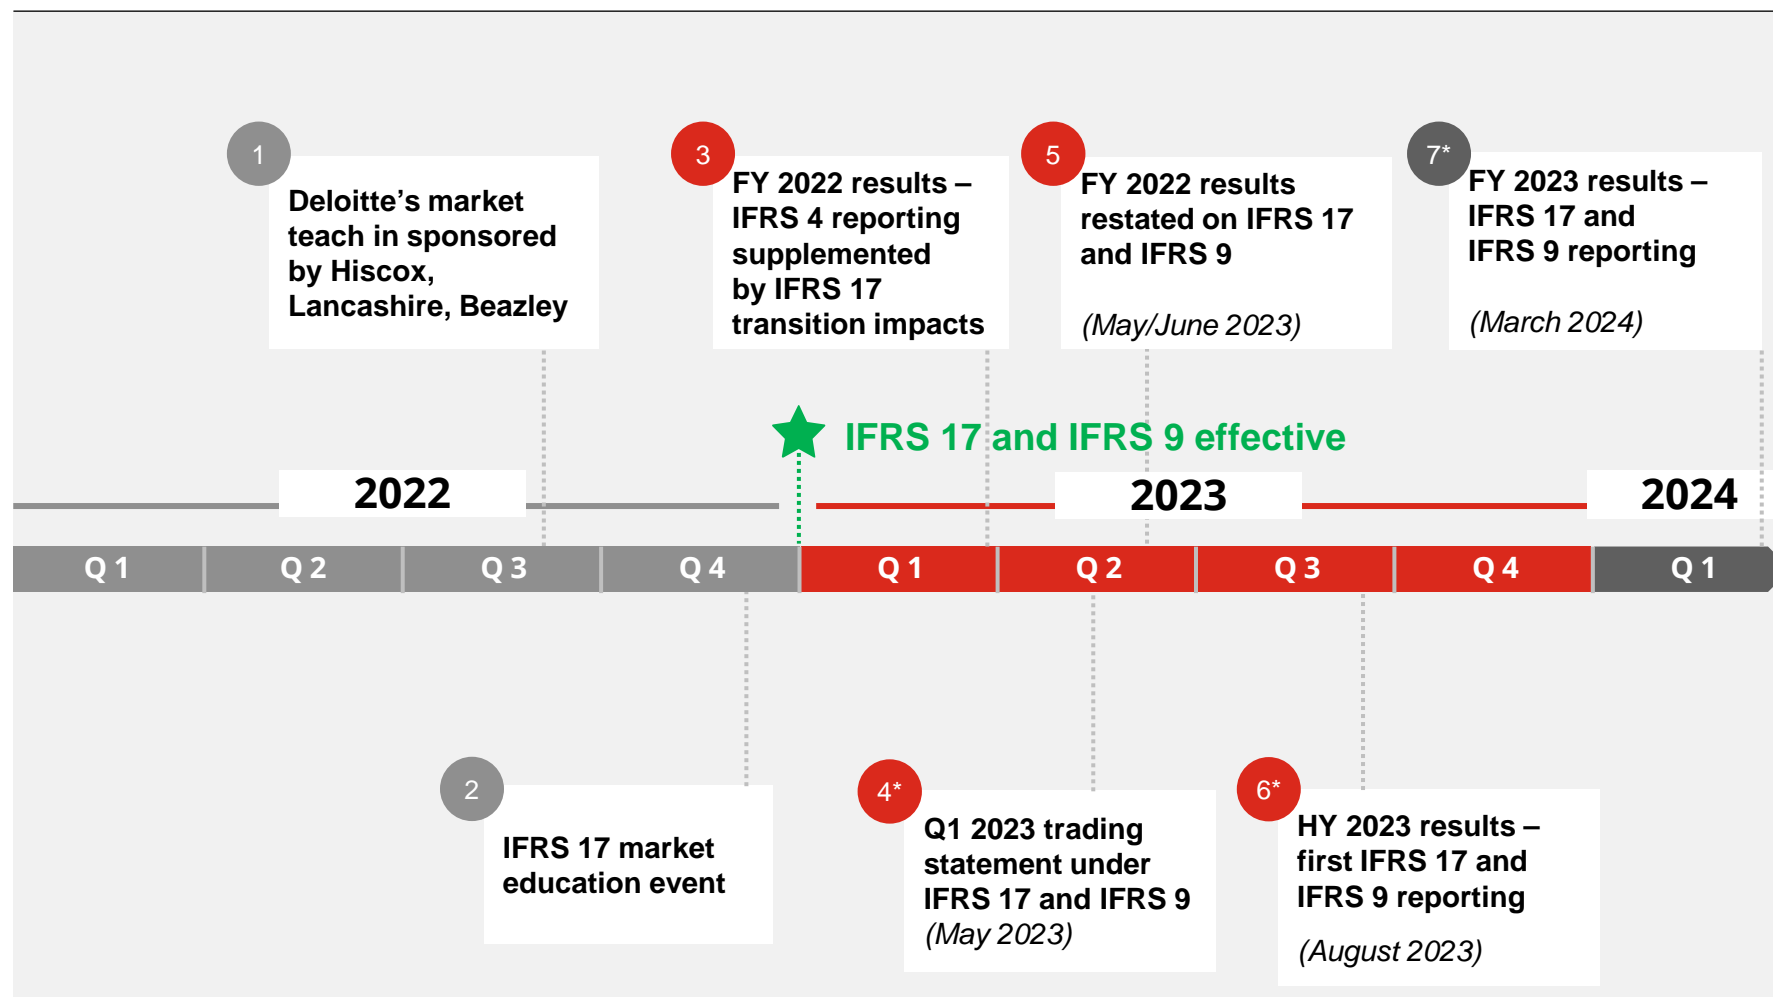 1
Deloitte’s market
teach in sponsored
by Hiscox,
Lancashire, Beazley
3
FY 2022 results –
IFRS 4 reporting
supplemented
by IFRS 17
transition impacts
5
FY 2022 results
restated on IFRS 17
and IFRS 9
(May/June 2023)
7*
FY 2023 results –
IFRS 17 and
IFRS 9 reporting
(March 2024)
IFRS 17 and IFRS 9 effective
2022
2023
2024
Q 1
Q 2
Q 3
Q 4
Q 1
Q 2
Q 3
Q 4
Q 1
2
IFRS 17 market
education event
4*
Q1 2023 trading
statement under
IFRS 17 and IFRS 9
(May 2023)
6*
HY 2023 results –
first IFRS 17 and
IFRS 9 reporting
(August 2023)